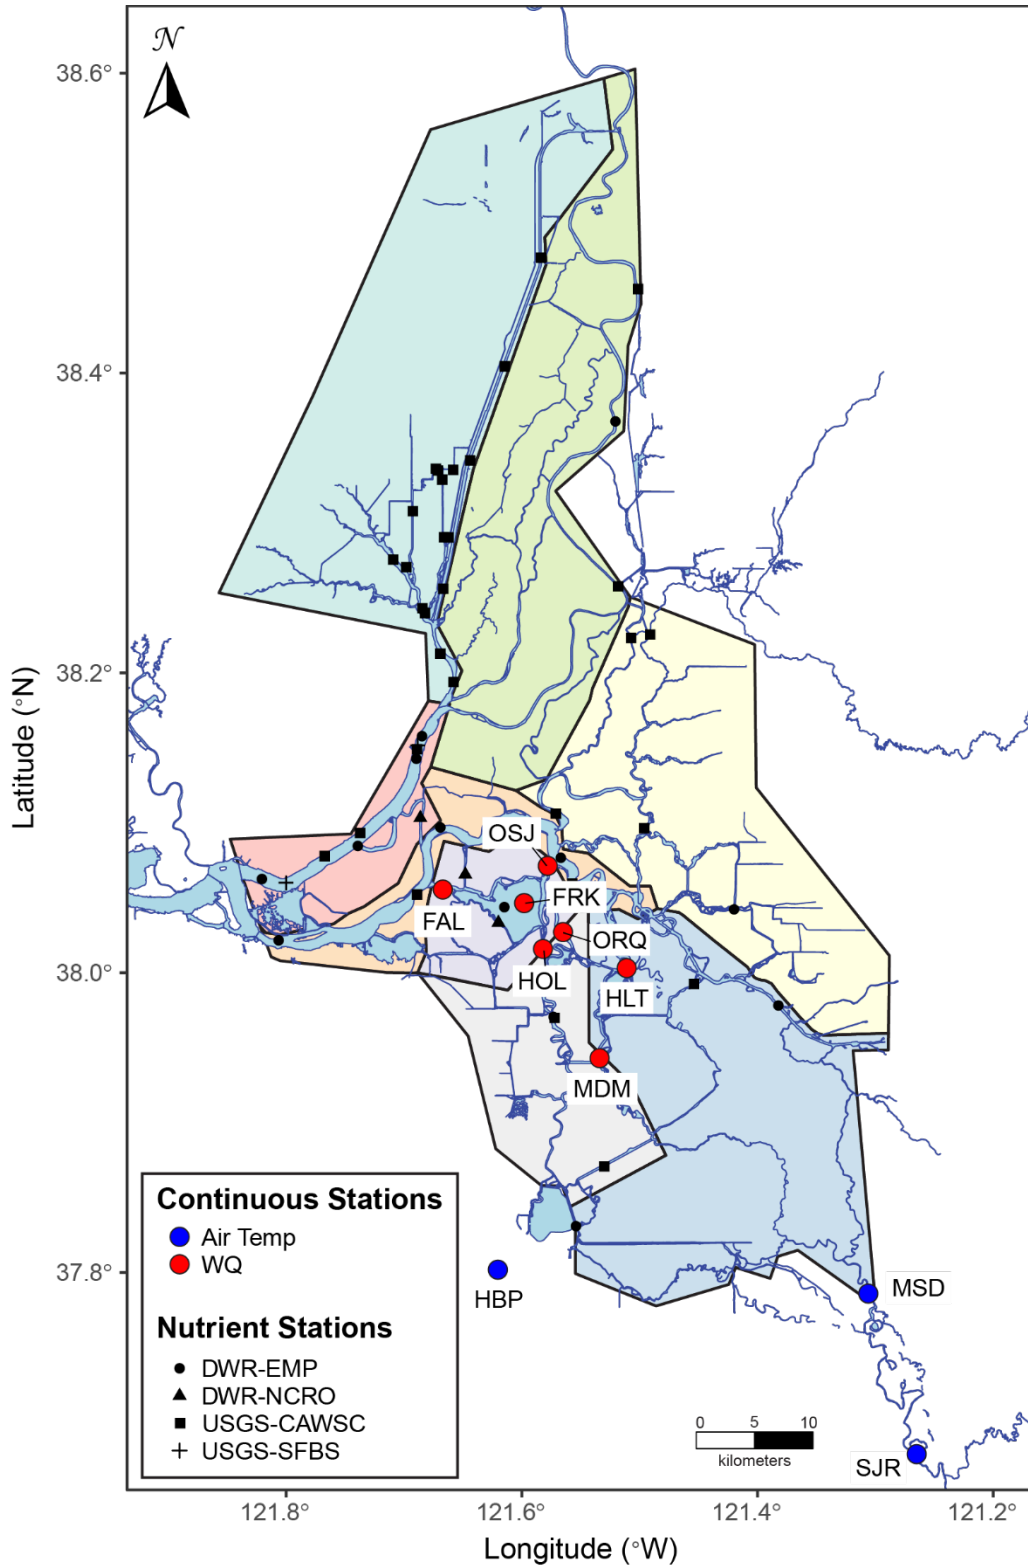 N
38.6°
38.4°
38.2°
38.0°
37.8°
Latitude (°N)
OSJ
FRK
FAL
ORQ
HOL
HLT
MDM
HBP
MSD
SJR
Continuous Stations
Air Temp
WQ
Nutrient Stations
DWR-EMP
DWR-NCRO
USGS-CAWSC
USGS-SFBS
0 5 10
kilometers
121.8° 121.6° 121.4° 121.2°
Longitude (°W)